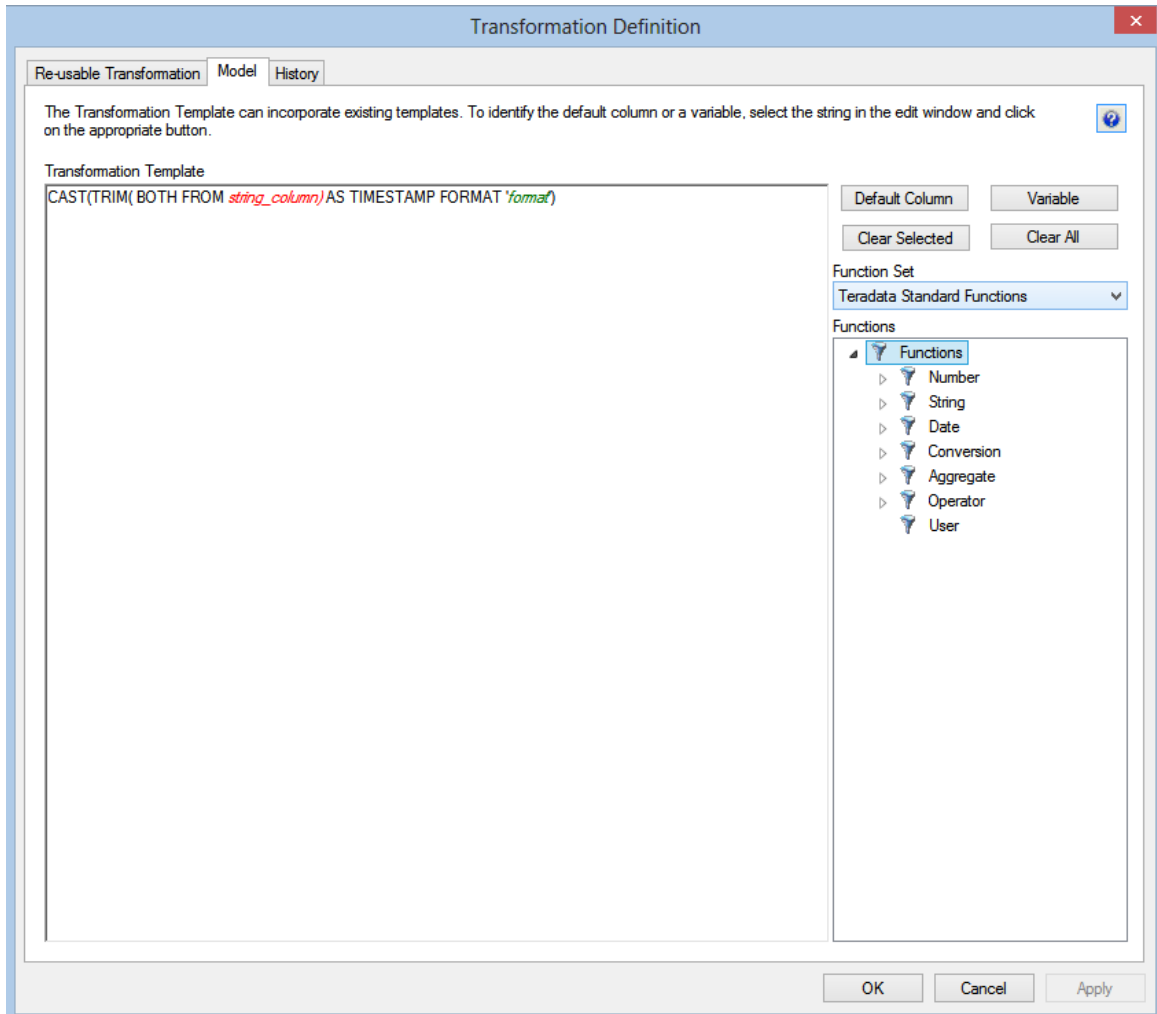 Transformation Definition
Re-usable Transformation Model History
The Transformation Template can incorporate existing templates. To identify the default column or a variable, select the string in the edit window and click
on the appropriate button.
Transformation Template
CAST(TRIM( BOTH FROM string_column) AS TIMESTAMP FORMAT 'format')
Default Column Variable
Clear Selected Clear All
Function Set
Teradata Standard Functions
Functions
Functions
Number
String
Date
Conversion
Aggregate
Operator
User
OK Cancel Apply